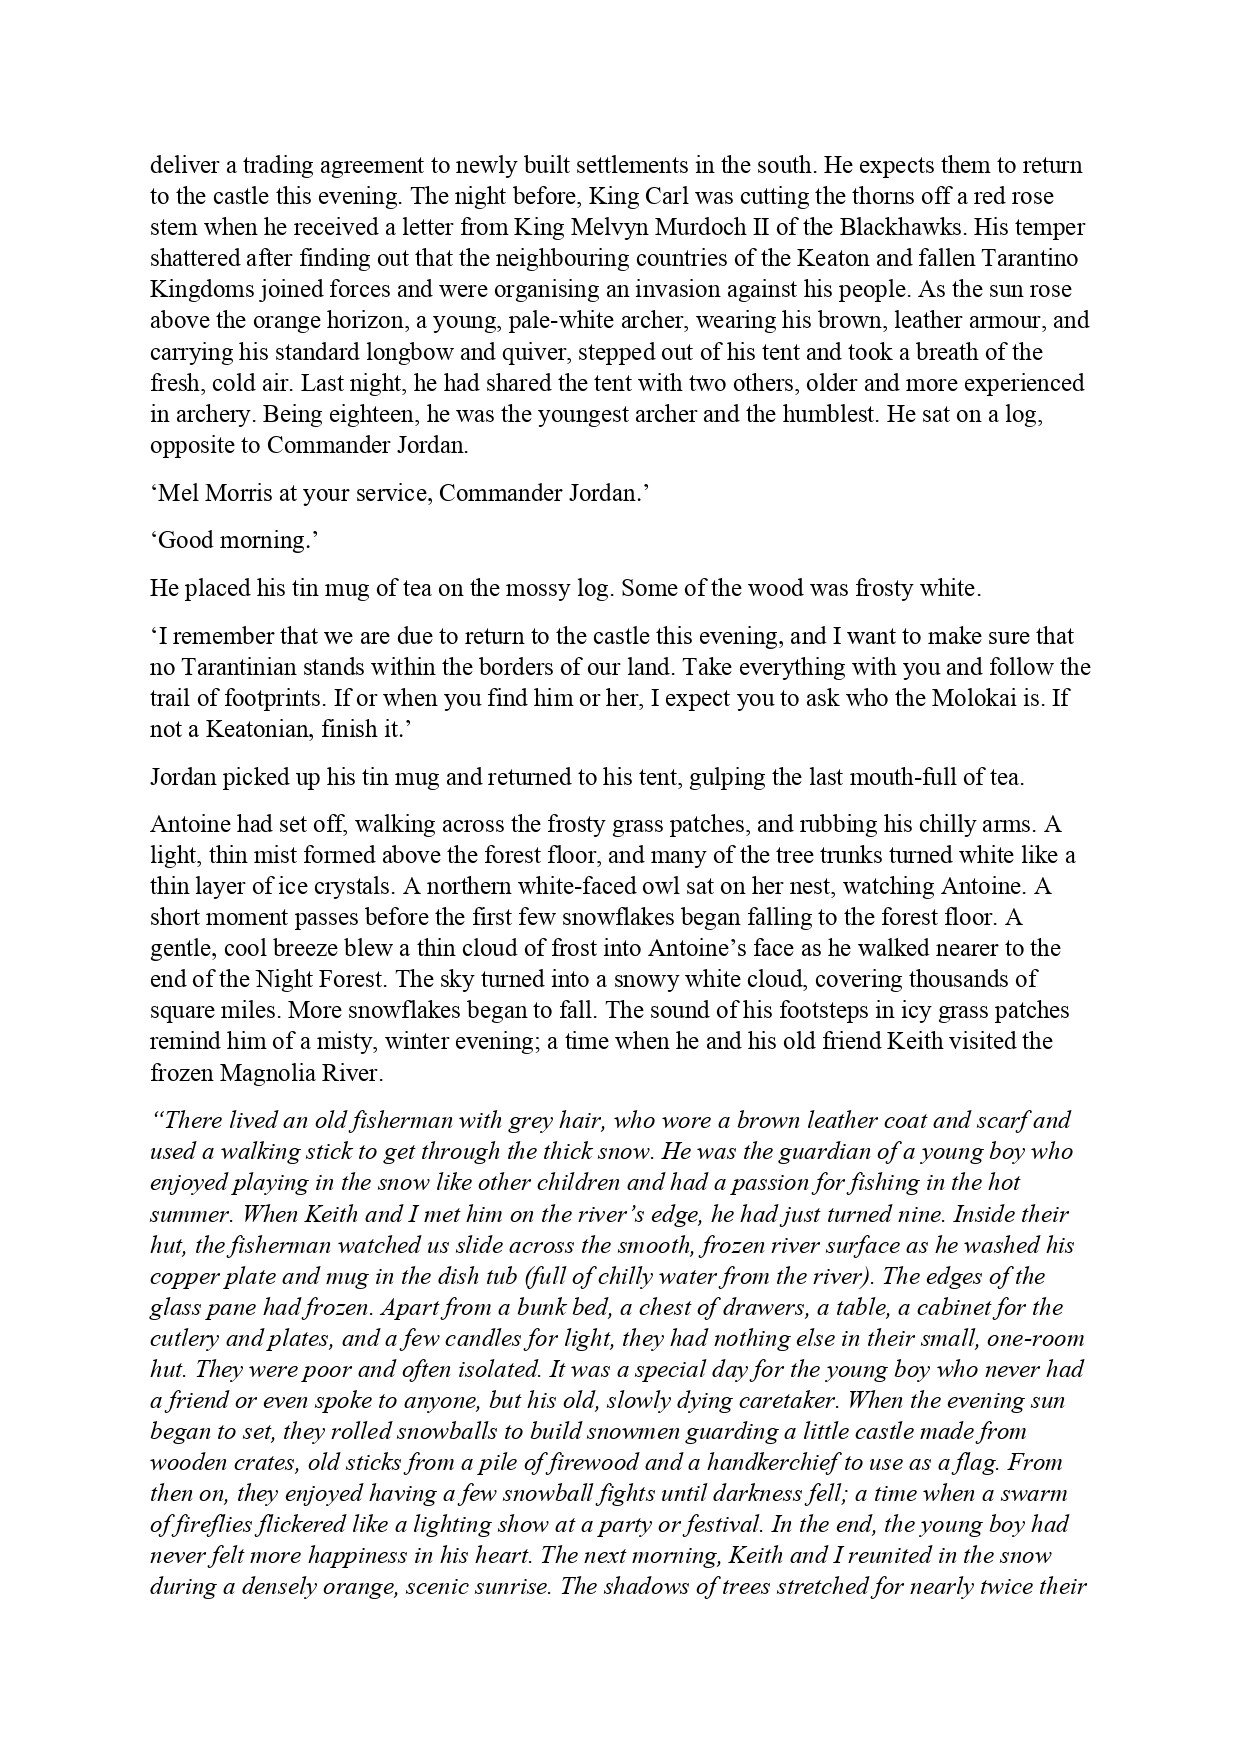 deliver a trading agreement to newly built settlements in the south. He expects them to return
to the castle this evening. The night before, King Carl was cutting the thorns off a red rose
stem when he received a letter from King Melvyn Murdoch II of the Blackhawks. His temper
shattered after finding out that the neighbouring countries of the Keaton and fallen Tarantino
Kingdoms joined forces and were organising an invasion against his people. As the sun rose
above the orange horizon, a young, pale-white archer, wearing his brown, leather armour, and
carrying his standard longbow and quiver, stepped out of his tent and took a breath of the
fresh, cold air. Last night, he had shared the tent with two others, older and more experienced
in archery. Being eighteen, he was the youngest archer and the humblest. He sat on a log,
opposite to Commander Jordan.
‘Mel Morris at your service, Commander Jordan.’
‘Good morning.’
He placed his tin mug of tea on the mossy log. Some of the wood was frosty white.
‘I remember that we are due to return to the castle this evening, and I want to make sure that
no Tarantinian stands within the borders of our land. Take everything with you and follow the
trail of footprints. If or when you find him or her, I expect you to ask who the Molokai is. If
not a Keatonian, finish it.’
Jordan picked up his tin mug and returned to his tent, gulping the last mouth-full of tea.
Antoine had set off, walking across the frosty grass patches, and rubbing his chilly arms. A
light, thin mist formed above the forest floor, and many of the tree trunks turned white like a
thin layer of ice crystals. A northern white-faced owl sat on her nest, watching Antoine. A
short moment passes before the first few snowflakes began falling to the forest floor. A
gentle, cool breeze blew a thin cloud of frost into Antoine’s face as he walked nearer to the
end of the Night Forest. The sky turned into a snowy white cloud, covering thousands of
square miles. More snowflakes began to fall. The sound of his footsteps in icy grass patches
remind him of a misty, winter evening; a time when he and his old friend Keith visited the
frozen Magnolia River.
“There lived an old fisherman with grey hair, who wore a brown leather coat and scarf and
used a walking stick to get through the thick snow. He was the guardian of a young boy who
enjoyed playing in the snow like other children and had a passion for fishing in the hot
summer. When Keith and I met him on the river’s edge, he had just turned nine. Inside their
hut, the fisherman watched us slide across the smooth, frozen river surface as he washed his
copper plate and mug in the dish tub (full of chilly water from the river). The edges of the
glass pane had frozen. Apart from a bunk bed, a chest of drawers, a table, a cabinet for the
cutlery and plates, and a few candles for light, they had nothing else in their small, one-room
hut. They were poor and often isolated. It was a special day for the young boy who never had
a friend or even spoke to anyone, but his old, slowly dying caretaker. When the evening sun
began to set, they rolled snowballs to build snowmen guarding a little castle made from
wooden crates, old sticks from a pile of firewood and a handkerchief to use as a flag. From
then on, they enjoyed having a few snowball fights until darkness fell; a time when a swarm
of fireflies flickered like a lighting show at a party or festival. In the end, the young boy had
never felt more happiness in his heart. The next morning, Keith and I reunited in the snow
during a densely orange, scenic sunrise. The shadows of trees stretched for nearly twice their